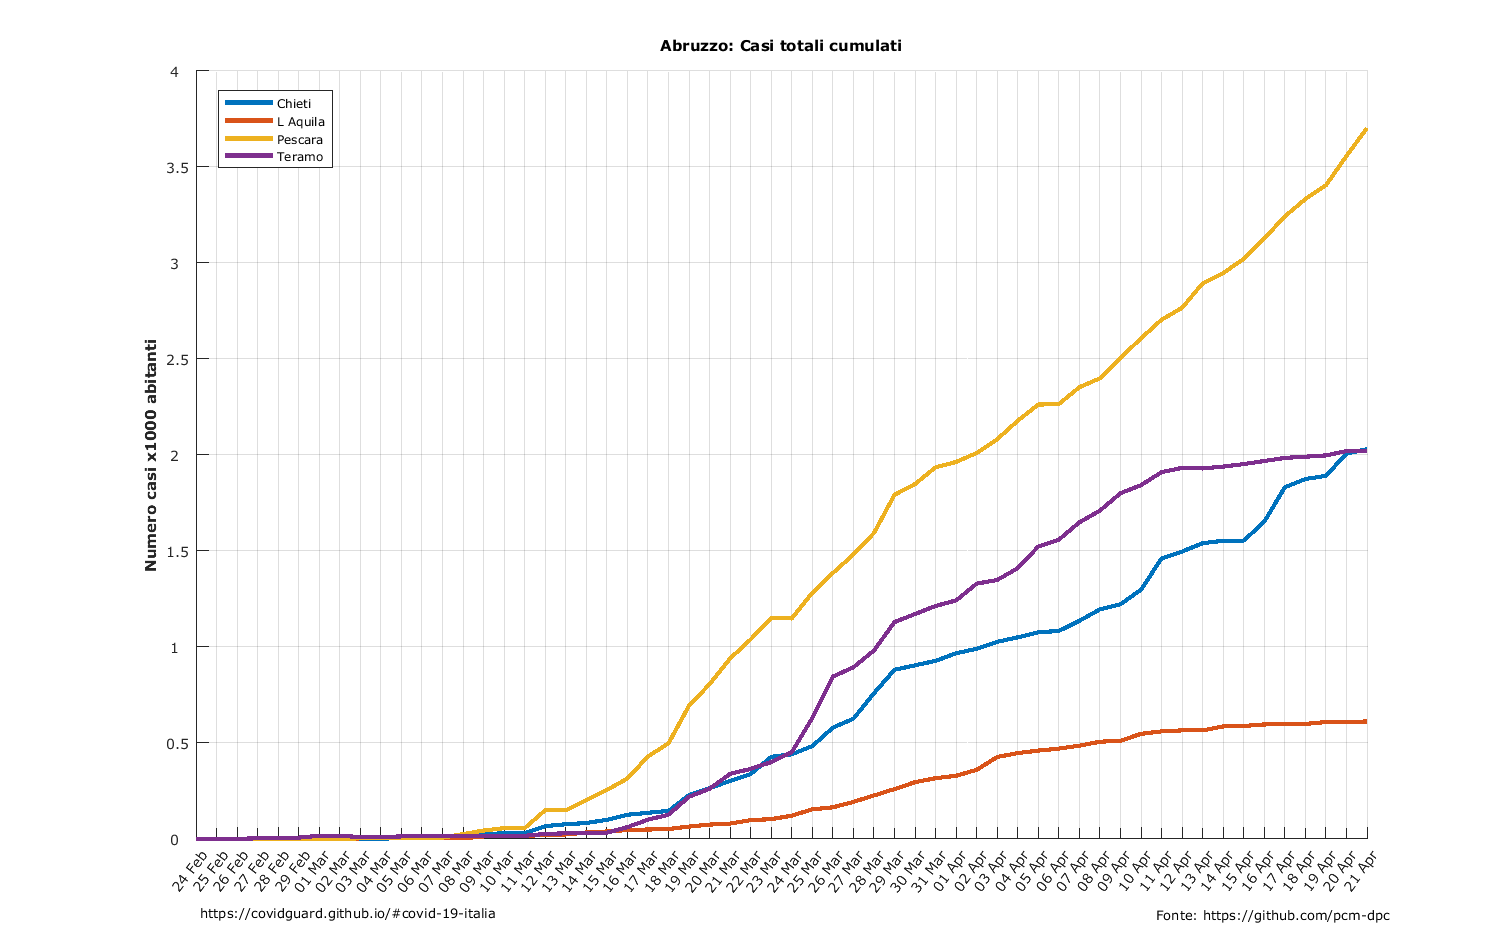 Abruzzo: Casi totali cumulati
4
3.5
3
2.5
2
1.5
1
0.5
0
Numero casi x1000 abitanti
Chieti
L Aquila
Pescara
Teramo
24 Feb
25 Feb
26 Feb
27 Feb
28 Feb
29 Feb
01 Mar
02 Mar
03 Mar
04 Mar
05 Mar
06 Mar
07 Mar
08 Mar
09 Mar
10 Mar
11 Mar
12 Mar
13 Mar
14 Mar
15 Mar
16 Mar
17 Mar
18 Mar
19 Mar
20 Mar
21 Mar
22 Mar
23 Mar
24 Mar
25 Mar
26 Mar
27 Mar
28 Mar
29 Mar
30 Mar
31 Mar
01 Apr
02 Apr
03 Apr
04 Apr
05 Apr
06 Apr
07 Apr
08 Apr
09 Apr
10 Apr
11 Apr
12 Apr
13 Apr
14 Apr
15 Apr
16 Apr
17 Apr
18 Apr
19 Apr
20 Apr
21 Apr
https://covidguard.github.io/#covid-19-italia
Fonte: https://github.com/pcm-dpc